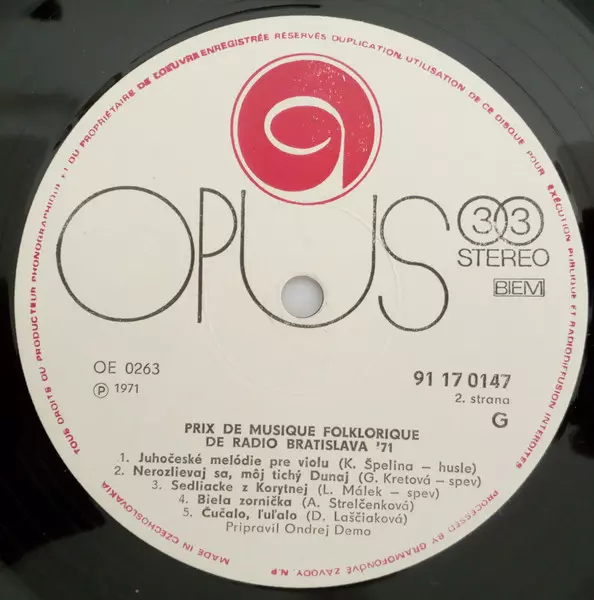 TOUS DROITS DU PRODUCTEUR PHONOGRAPHIQUE ET DU PROPRIÉTAIRE DE L'OEUVRE ENREGISTRÉE RÉSERVÉS DUPLICATION, UTILISATION DE CE DISQUE POUR EXÉCUTION PUBLIQUE ET RADIODIFFUSION INTERDITES
OPUS
33
STEREO
BIEM
OE 0263
Ⓟ 1971
91 17 0147
2. strana
G
PRIX DE MUSIQUE FOLKLORIQUE
DE RADIO BRATISLAVA '71
1. Juhočeské melódie pre violu (K. Špelina – husle)
2. Nerozlievaj sa, môj tichý Dunaj (G. Kretová – spev)
3. Sedliacke z Korytnej (L. Málek – spev)
4. Biela zornička (A. Strelčenková)
5. Čučalo, ľuľalo (D. Laščiaková)
Pripravil Ondrej Demo
MADE IN CZECHOSLOVAKIA
PROCESSED BY GRAMOFONOVÉ ZÁVODY, N.P.